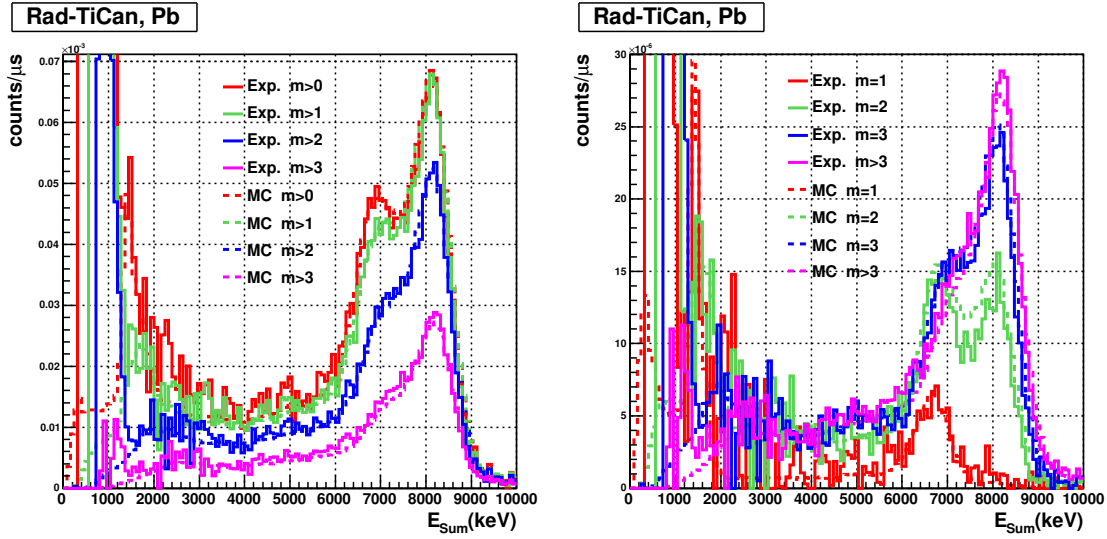 Rad-TiCan, Pb
×10⁻³
counts/μs
0.07
0.06
0.05
0.04
0.03
0.02
0.01
0
Exp. m>0
Exp. m>1
Exp. m>2
Exp. m>3
MC m>0
MC m>1
MC m>2
MC m>3
0 1000 2000 3000 4000 5000 6000 7000 8000 9000 10000
E_Sum(keV)
Rad-TiCan, Pb
×10⁻⁶
counts/μs
30
25
20
15
10
5
0
Exp. m=1
Exp. m=2
Exp. m=3
Exp. m>3
MC m=1
MC m=2
MC m=3
MC m>3
0 1000 2000 3000 4000 5000 6000 7000 8000 9000 10000
E_Sum(keV)